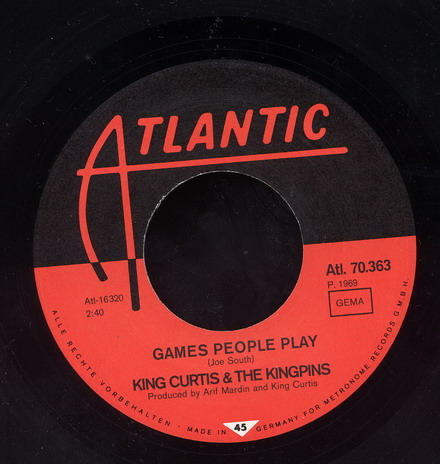 ATLANTIC
Atl. 70.363
P. 1969
GEMA
Atl-16320
2:40
GAMES PEOPLE PLAY
(Joe South)
KING CURTIS & THE KINGPINS
Produced by Arif Mardin and King Curtis
ALLE RECHTE VORBEHALTEN · MADE IN 45 GERMANY FOR METRONOME RECORDS G.M.B.H.